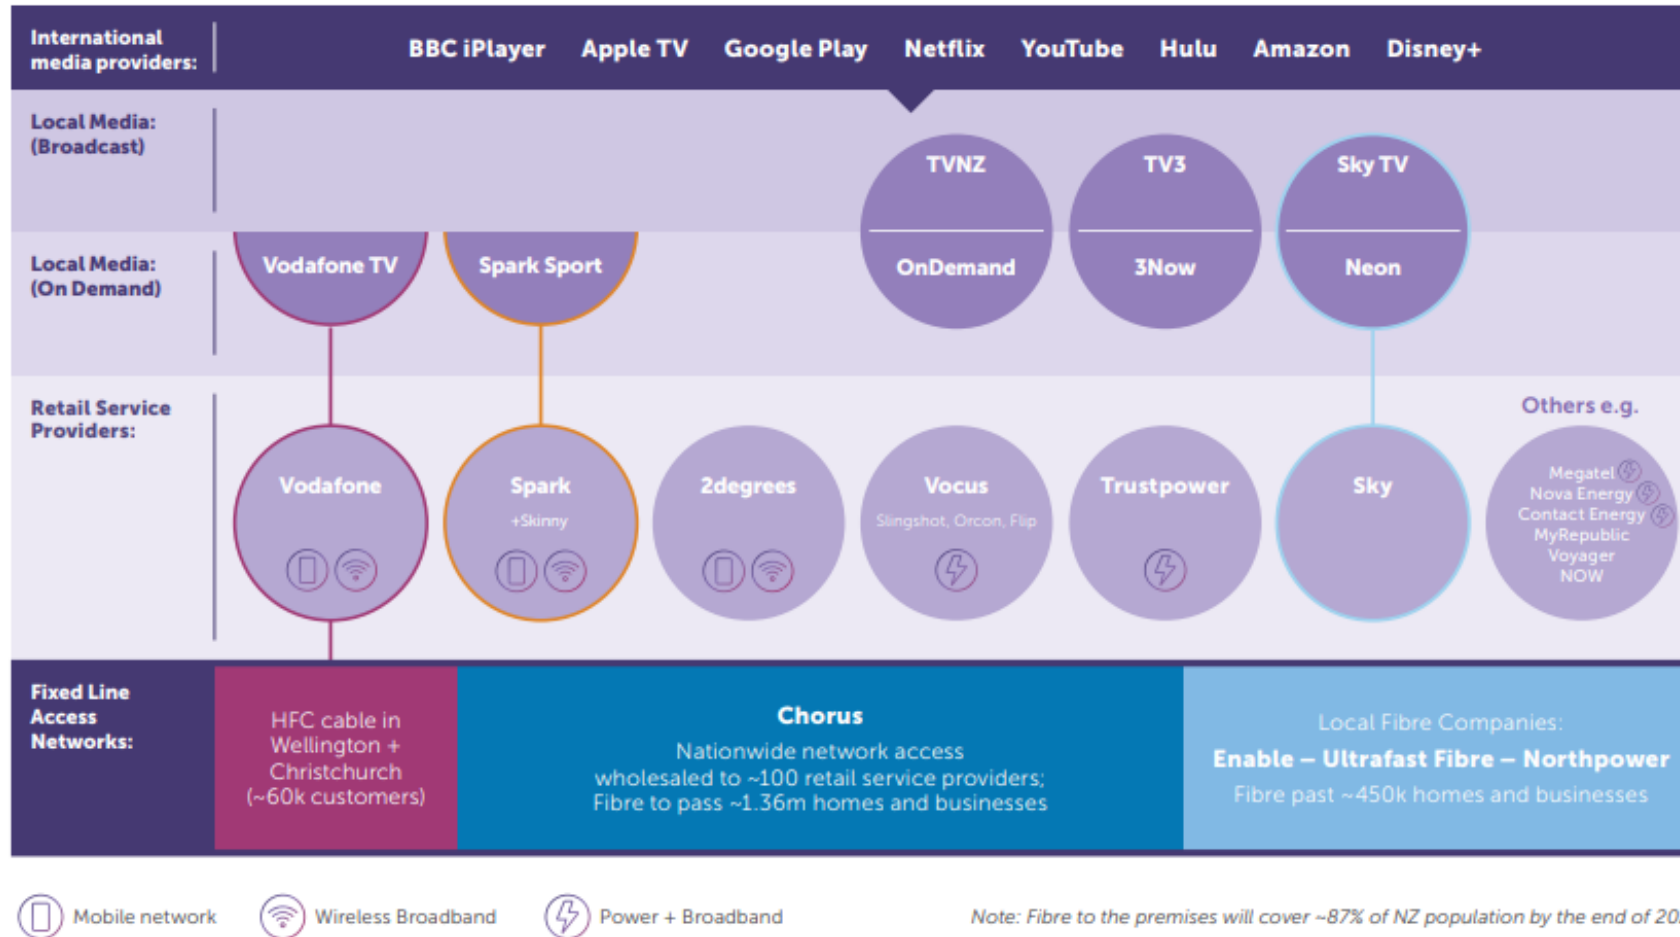 International
media providers:
BBC iPlayer Apple TV Google Play Netflix YouTube Hulu Amazon Disney+
Local Media:
(Broadcast)
TVNZ
TV3
Sky TV
Local Media:
(On Demand)
Vodafone TV
Spark Sport
OnDemand
3Now
Neon
Retail Service
Providers:
Vodafone
Spark
+Skinny
2degrees
Vocus
Slingshot, Orcon, Flip
Trustpower
Sky
Others e.g.
Megatel
Nova Energy
Contact Energy
MyRepublic
Voyager
NOW
Fixed Line
Access
Networks:
HFC cable in
Wellington +
Christchurch
(~60k customers)
Chorus
Nationwide network access
wholesaled to ~100 retail service providers;
Fibre to pass ~1.36m homes and businesses
Local Fibre Companies:
Enable – Ultrafast Fibre – Northpower
Fibre past ~450k homes and businesses
Mobile network
Wireless Broadband
Power + Broadband
Note: Fibre to the premises will cover ~87% of NZ population by the end of